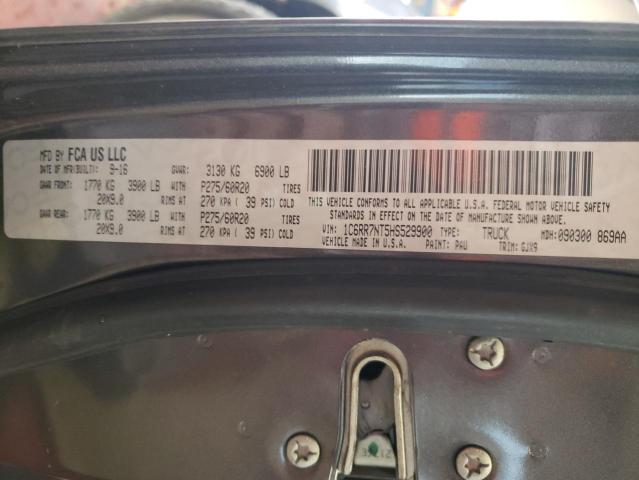 MFD BY FCA US LLC
DATE OF MFR(BUILT): 9-16 GVWR: 3130 KG 6900 LB
GAWR FRONT: 1770 KG 3900 LB WITH P275/60R20 TIRES
20X9.0 RIMS AT 270 KPA ( 39 PSI) COLD
GAWR REAR: 1770 KG 3900 LB WITH P275/60R20 TIRES
20X9.0 RIMS AT 270 KPA ( 39 PSI) COLD
THIS VEHICLE CONFORMS TO ALL APPLICABLE U.S.A. FEDERAL MOTOR VEHICLE SAFETY
STANDARDS IN EFFECT ON THE DATE OF MANUFACTURE SHOWN ABOVE.
VIN: 1C6RR7NT5HS529900 TYPE: TRUCK MDH: 090300 869AA
VEHICLE MADE IN U.S.A. PAINT: PAU TRIM: GJX9